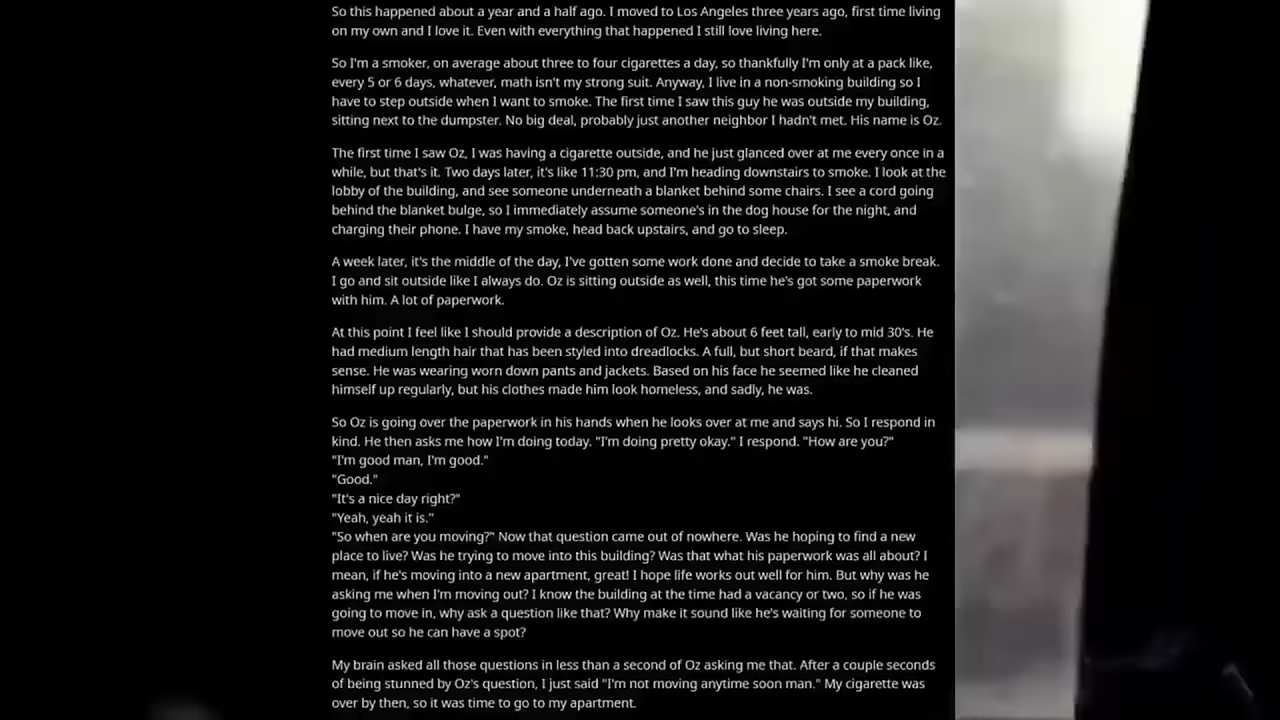 So this happened about a year and a half ago. I moved to Los Angeles three years ago, first time living
on my own and I love it. Even with everything that happened I still love living here.
So I'm a smoker, on average about three to four cigarettes a day, so thankfully I'm only at a pack like,
every 5 or 6 days, whatever, math isn't my strong suit. Anyway, I live in a non-smoking building so I
have to step outside when I want to smoke. The first time I saw this guy he was outside my building,
sitting next to the dumpster. No big deal, probably just another neighbor I hadn't met. His name is Oz.
The first time I saw Oz, I was having a cigarette outside, and he just glanced over at me every once in a
while, but that's it. Two days later, it's like 11:30 pm, and I'm heading downstairs to smoke. I look at the
lobby of the building, and see someone underneath a blanket behind some chairs. I see a cord going
behind the blanket bulge, so I immediately assume someone's in the dog house for the night, and
charging their phone. I have my smoke, head back upstairs, and go to sleep.
A week later, it's the middle of the day, I've gotten some work done and decide to take a smoke break.
I go and sit outside like I always do. Oz is sitting outside as well, this time he's got some paperwork
with him. A lot of paperwork.
At this point I feel like I should provide a description of Oz. He's about 6 feet tall, early to mid 30's. He
had medium length hair that has been styled into dreadlocks. A full, but short beard, if that makes
sense. He was wearing worn down pants and jackets. Based on his face he seemed like he cleaned
himself up regularly, but his clothes made him look homeless, and sadly, he was.
So Oz is going over the paperwork in his hands when he looks over at me and says hi. So I respond in
kind. He then asks me how I'm doing today. "I'm doing pretty okay." I respond. "How are you?"
"I'm good man, I'm good."
"Good."
"It's a nice day right?"
"Yeah, yeah it is."
"So when are you moving?" Now that question came out of nowhere. Was he hoping to find a new
place to live? Was he trying to move into this building? Was that what his paperwork was all about? I
mean, if he's moving into a new apartment, great! I hope life works out well for him. But why was he
asking me when I'm moving out? I know the building at the time had a vacancy or two, so if he was
going to move in, why ask a question like that? Why make it sound like he's waiting for someone to
move out so he can have a spot?
My brain asked all those questions in less than a second of Oz asking me that. After a couple seconds
of being stunned by Oz's question, I just said "I'm not moving anytime soon man." My cigarette was
over by then, so it was time to go to my apartment.